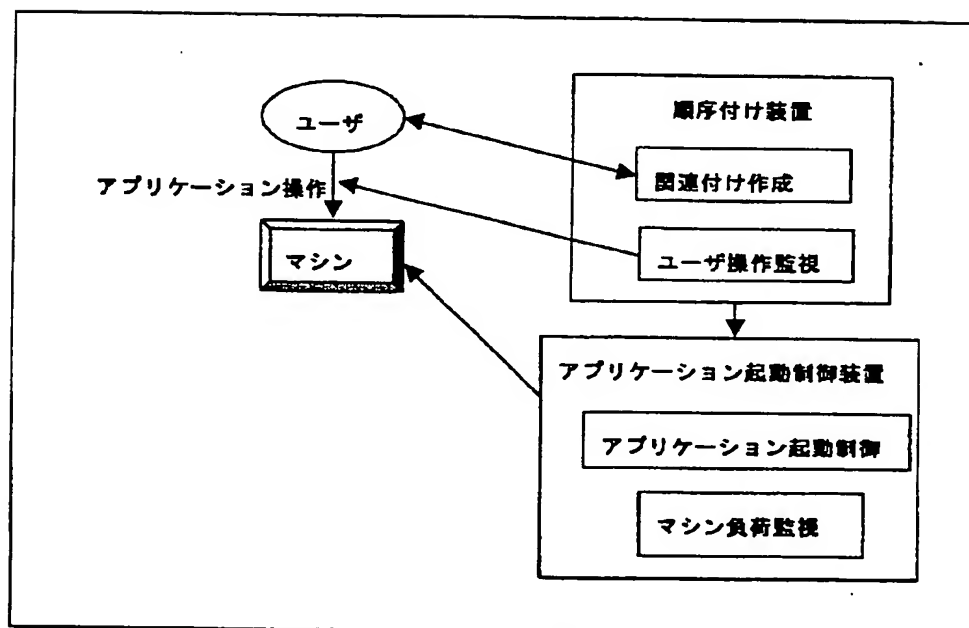 ユーザ
アプリケーション操作
マシン
順序付け装置
関連付け作成
ユーザ操作監視
アプリケーション起動制御装置
アプリケーション起動制御
マシン負荷監視